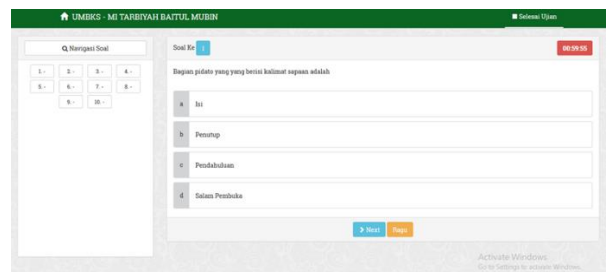 UMBKS - MI TARBIYAH BAITUL MUBIN
Selesai Ujian
Navigasi Soal
1. - 2. - 3. - 4. -
5. - 6. - 7. - 8. -
9. - 10. -
Soal Ke 1
00:59:55
Bagian pidato yang yang berisi kalimat sapaan adalah
a Isi
b Penutup
c Pendahuluan
d Salam Pembuka
Next Ragu
Activate Windows
Go to Settings to activate Windows.